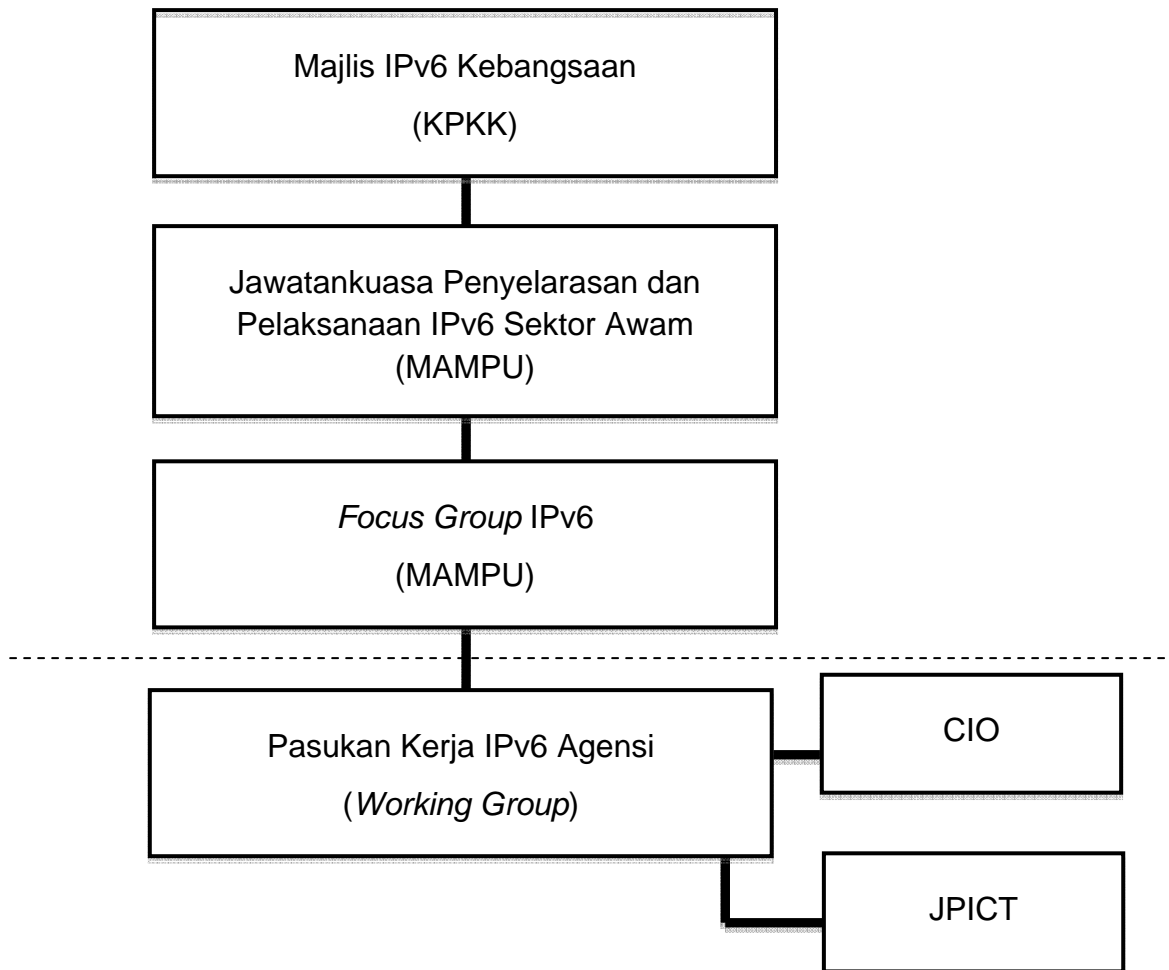 Majlis IPv6 Kebangsaan
(KPKK)
Jawatankuasa Penyelarasan dan
Pelaksanaan IPv6 Sektor Awam
(MAMPU)
Focus Group IPv6
(MAMPU)
Pasukan Kerja IPv6 Agensi
(Working Group)
CIO
JPICT